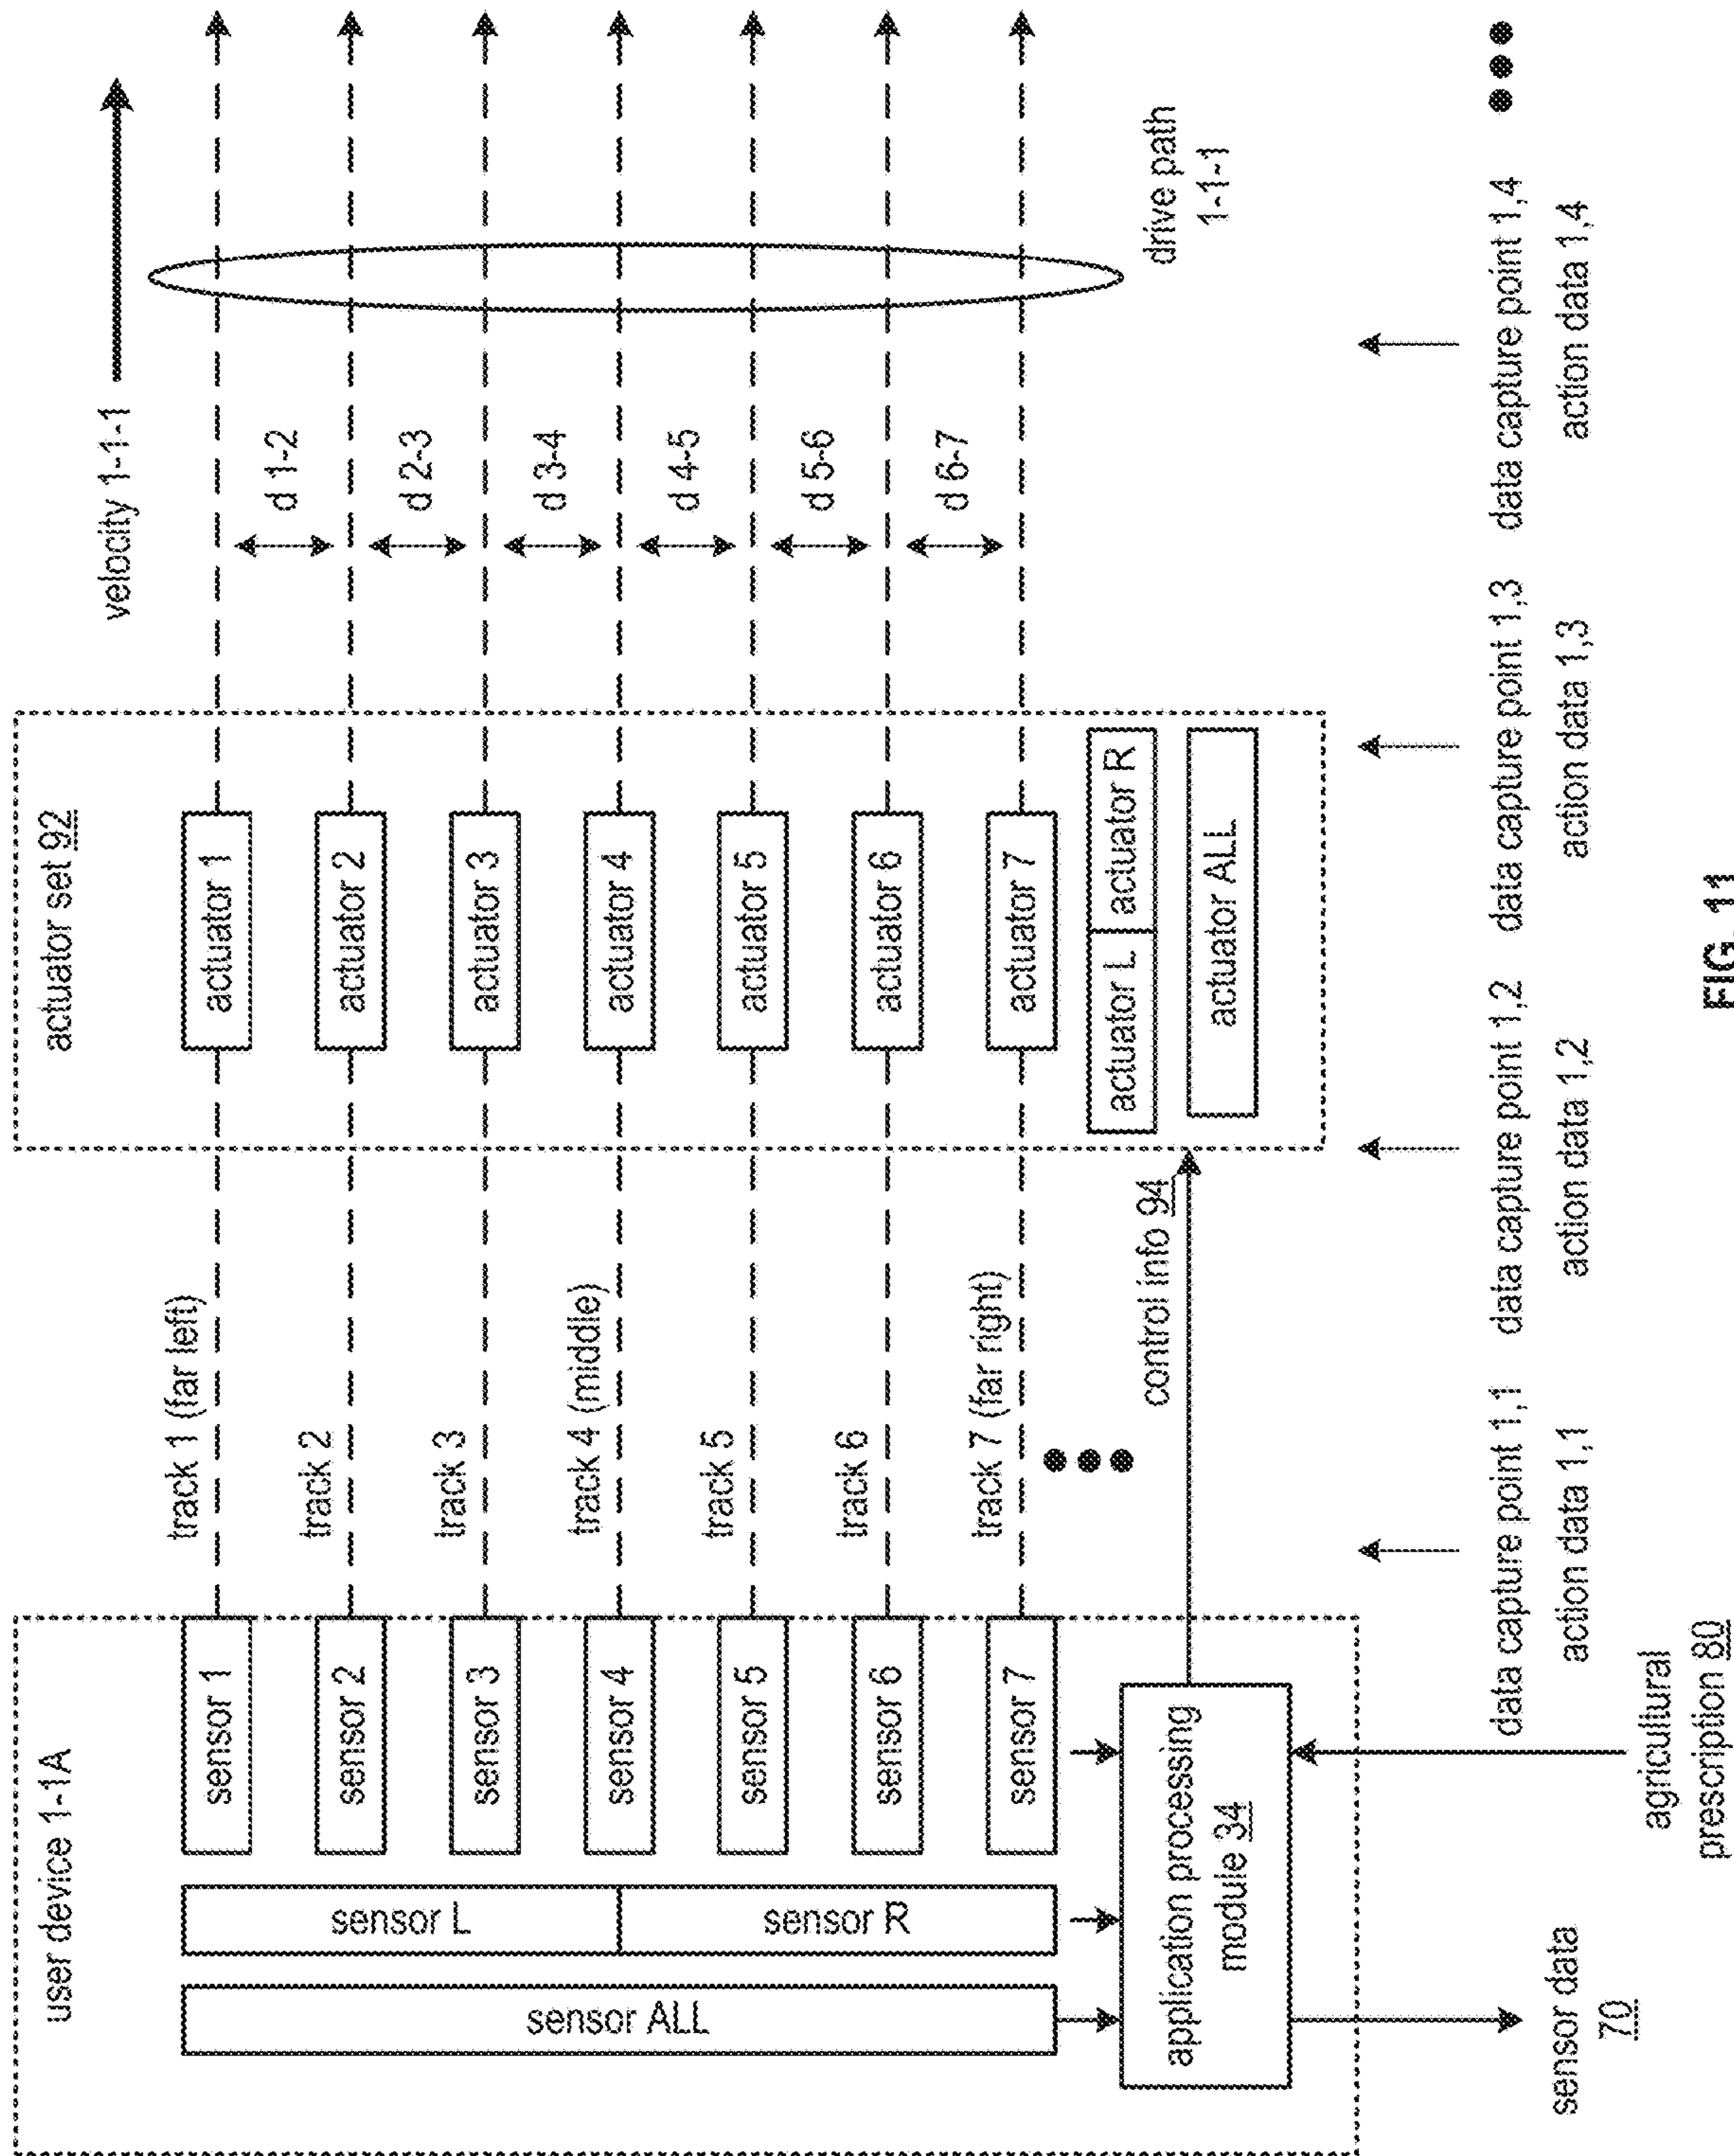 velocity 1-1-1
user device 1-1A
actuator set 92
sensor ALL
sensor L
sensor R
sensor 1
sensor 2
sensor 3
sensor 4
sensor 5
sensor 6
sensor 7
track 1 (far left)
track 2
track 3
track 4 (middle)
track 5
track 6
track 7 (far right)
actuator 1
actuator 2
actuator 3
actuator 4
actuator 5
actuator 6
actuator 7
actuator L
actuator R
actuator ALL
d 1-2
d 2-3
d 3-4
d 4-5
d 5-6
d 6-7
drive path
1-1-1
application processing
module 34
control info 94
sensor data
70
agricultural
prescription 80
data capture point 1,1
action data 1,1
data capture point 1,2
action data 1,2
data capture point 1,3
action data 1,3
data capture point 1,4
action data 1,4
FIG. 11